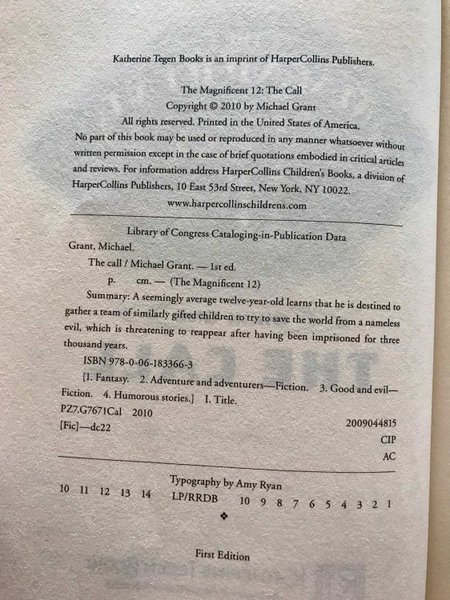 Katherine Tegen Books is an imprint of HarperCollins Publishers.
The Magnificent 12: The Call
Copyright © 2010 by Michael Grant
All rights reserved. Printed in the United States of America.
No part of this book may be used or reproduced in any manner whatsoever without
written permission except in the case of brief quotations embodied in critical articles
and reviews. For information address HarperCollins Children's Books, a division of
HarperCollins Publishers, 10 East 53rd Street, New York, NY 10022.
www.harpercollinschildrens.com
Library of Congress Cataloging-in-Publication Data
Grant, Michael.
The call / Michael Grant. — 1st ed.
p. cm. — (The Magnificent 12)
Summary: A seemingly average twelve-year-old learns that he is destined to
gather a team of similarly gifted children to try to save the world from a nameless
evil, which is threatening to reappear after having been imprisoned for three
thousand years.
ISBN 978-0-06-183366-3
[1. Fantasy. 2. Adventure and adventurers—Fiction. 3. Good and evil—
Fiction. 4. Humorous stories.] I. Title.
PZ7.G7671Cal 2010 2009044815
[Fic]—dc22 CIP
AC
Typography by Amy Ryan
10 11 12 13 14 LP/RRDB 10 9 8 7 6 5 4 3 2 1
❖
First Edition